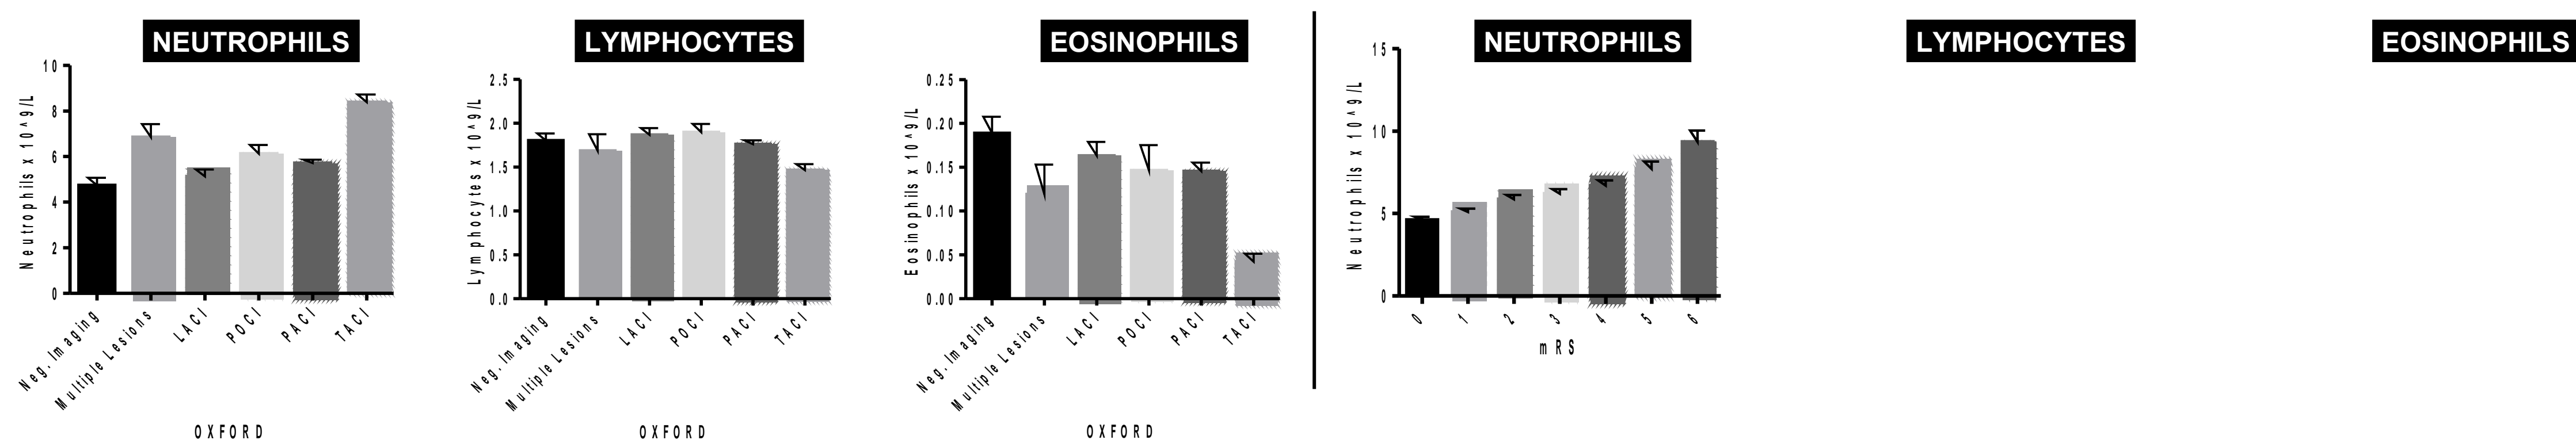 NEUTROPHILS
Neutrophils x 10^9/L
10
8
6
4
2
0
Neg. Imaging
Multiple Lesions
LACI
POCI
PACI
TACI
OXFORD
LYMPHOCYTES
Lymphocytes x 10^9/L
2.5
2.0
1.5
1.0
0.5
0.0
Neg. Imaging
Multiple Lesions
LACI
POCI
PACI
TACI
OXFORD
EOSINOPHILS
Eosinophils x 10^9/L
0.25
0.20
0.15
0.10
0.05
0.00
Neg. Imaging
Multiple Lesions
LACI
POCI
PACI
TACI
OXFORD
NEUTROPHILS
Neutrophils x 10^9/L
15
10
5
0
0
1
2
3
4
5
6
mRS
LYMPHOCYTES
EOSINOPHILS